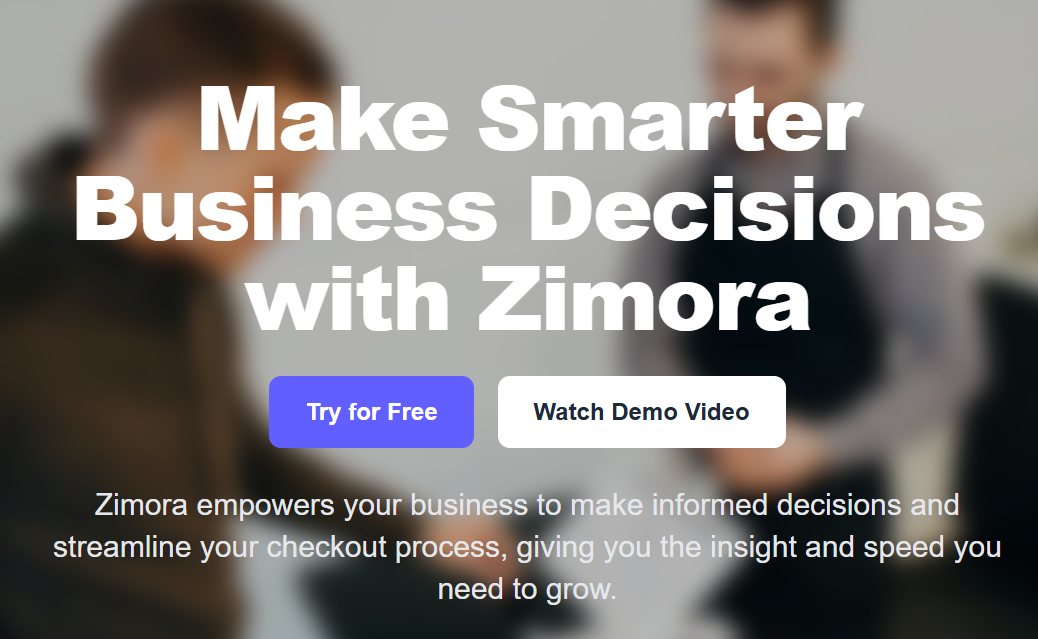 Make Smarter
Business Decisions
with Zimora
Try for Free
Watch Demo Video
Zimora empowers your business to make informed decisions and
streamline your checkout process, giving you the insight and speed you
need to grow.